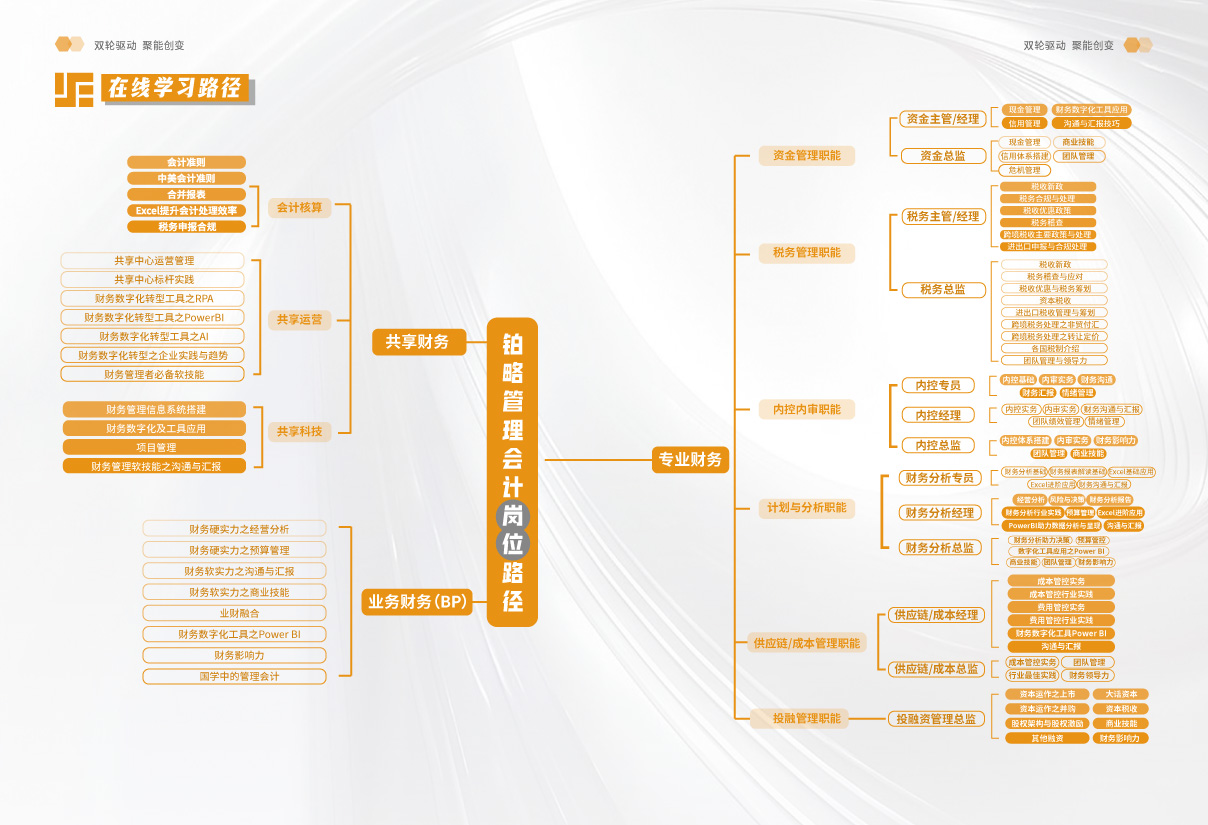 双轮驱动 聚能创变
双轮驱动 聚能创变
在线学习路径
会计准则
中美会计准则
合并报表
Excel提升会计处理效率
税务申报合规
会计核算
共享中心运营管理
共享中心标杆实践
财务数字化转型工具之RPA
财务数字化转型工具之PowerBI
财务数字化转型工具之AI
财务数字化转型之企业实践与趋势
财务管理者必备软技能
共享运营
财务管理信息系统搭建
财务数字化及工具应用
项目管理
财务管理软技能之沟通与汇报
共享科技
共享财务
财务硬实力之经营分析
财务硬实力之预算管理
财务软实力之沟通与汇报
财务软实力之商业技能
业财融合
财务数字化工具之Power BI
财务影响力
国学中的管理会计
业务财务（BP）
铂略管理会计岗位路径
专业财务
资金管理职能
资金主管/经理
现金管理 财务数字化工具应用
信用管理 沟通与汇报技巧
资金总监
现金管理 商业技能
信用体系搭建 团队管理
危机管理
税务管理职能
税务主管/经理
税收新政
税务合规与处理
税收优惠政策
税务稽查
跨境税收主要政策与处理
进出口申报与合规处理
税务总监
税收新政
税务稽查与应对
税收优惠与税务筹划
资本税收
进出口税收管理与筹划
跨境税务处理之非贸付汇
跨境税务处理之转让定价
各国税制介绍
团队管理与领导力
内控内审职能
内控专员
内控基础 内审实务 财务沟通
财务汇报 情绪管理
内控经理
内控实务 内审实务 财务沟通与汇报
团队绩效管理 情绪管理
内控总监
内控体系搭建 内审实务 财务影响力
团队管理 商业技能
计划与分析职能
财务分析专员
财务分析基础 财务报表解读基础 Excel基础应用
Excel进阶应用 财务沟通与汇报
财务分析经理
经营分析 风险与决策 财务分析报告
财务分析行业实践 预算管理 Excel进阶应用
PowerBI助力数据分析与呈现 沟通与汇报
财务分析总监
财务分析助力决策 预算管控
数字化工具应用之Power BI
商业技能 团队管理 财务影响力
供应链/成本管理职能
供应链/成本经理
成本管控实务
成本管控行业实践
费用管控实务
费用管控行业实践
财务数字化工具Power BI
沟通与汇报
供应链/成本总监
成本管控实务 团队管理
行业最佳实践 财务领导力
投融管理职能
投融资管理总监
资本运作之上市 大话资本
资本运作之并购 资本税收
股权架构与股权激励 商业技能
其他融资 财务影响力